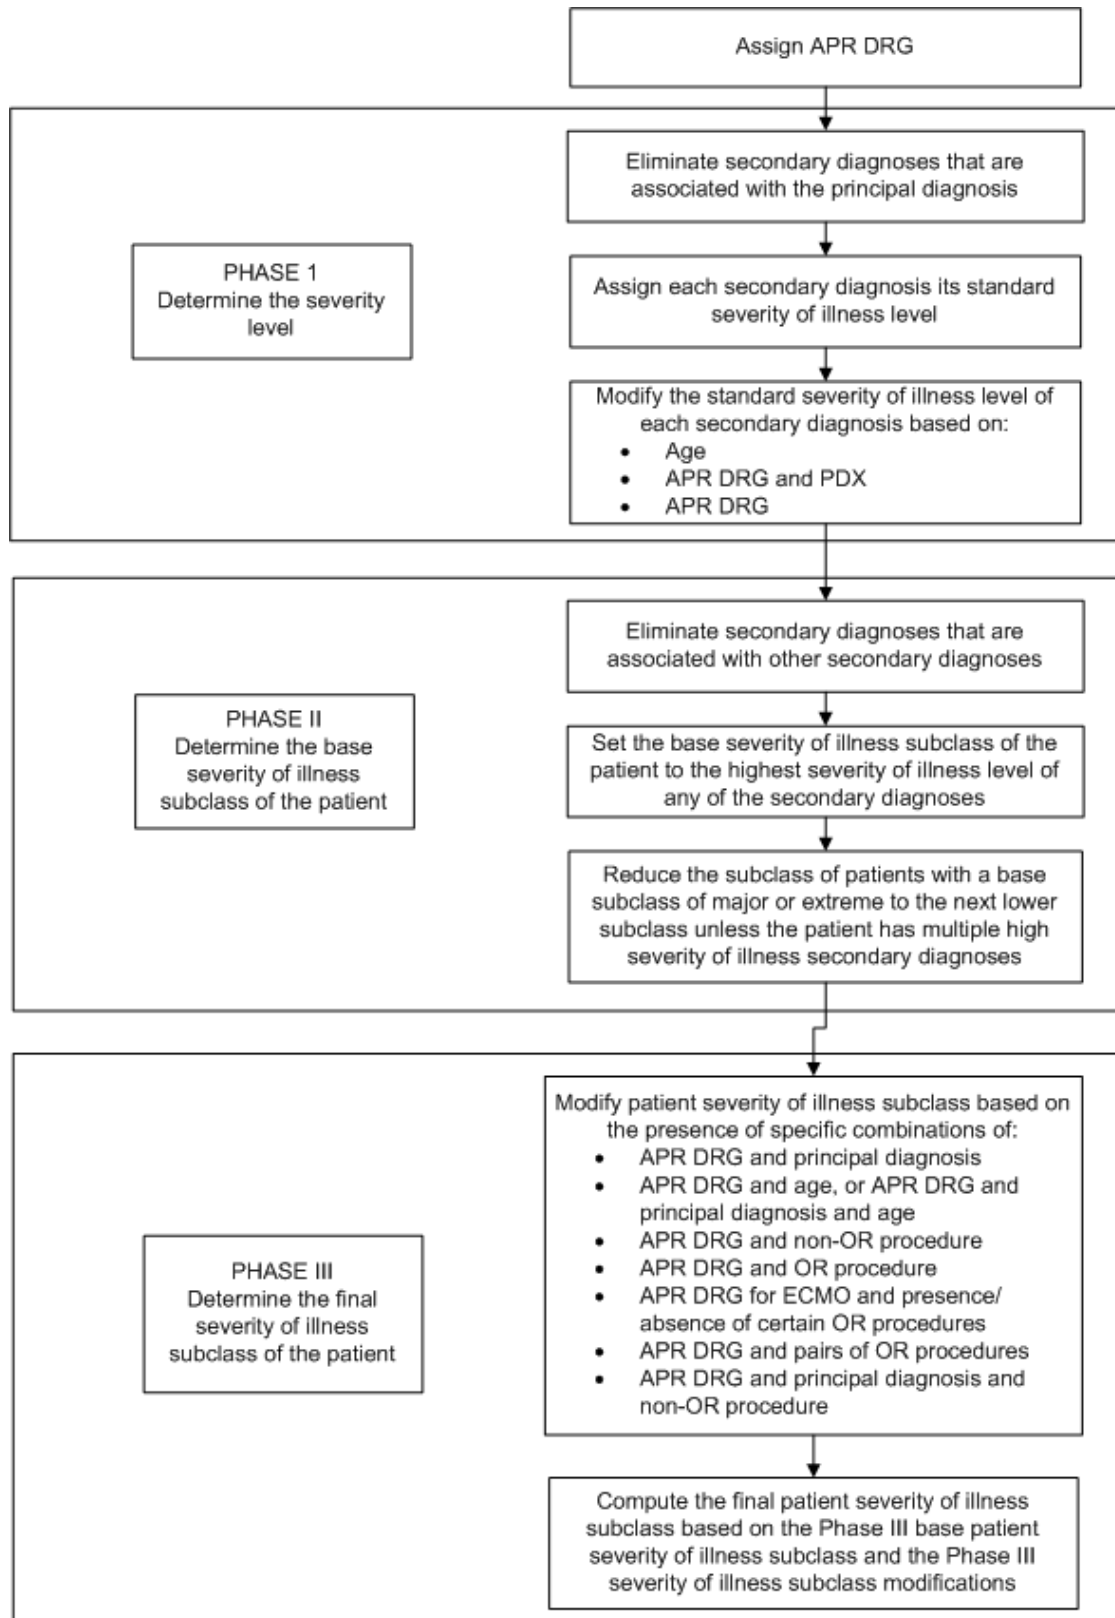 Assign APR DRG
PHASE 1
Determine the severity
level
Eliminate secondary diagnoses that are
associated with the principal diagnosis
Assign each secondary diagnosis its standard
severity of illness level
Modify the standard severity of illness level of
each secondary diagnosis based on:
• Age
• APR DRG and PDX
• APR DRG
PHASE II
Determine the base
severity of illness
subclass of the patient
Eliminate secondary diagnoses that are
associated with other secondary diagnoses
Set the base severity of illness subclass of the
patient to the highest severity of illness level of
any of the secondary diagnoses
Reduce the subclass of patients with a base
subclass of major or extreme to the next lower
subclass unless the patient has multiple high
severity of illness secondary diagnoses
PHASE III
Determine the final
severity of illness
subclass of the patient
Modify patient severity of illness subclass based on
the presence of specific combinations of:
• APR DRG and principal diagnosis
• APR DRG and age, or APR DRG and
principal diagnosis and age
• APR DRG and non-OR procedure
• APR DRG and OR procedure
• APR DRG for ECMO and presence/
absence of certain OR procedures
• APR DRG and pairs of OR procedures
• APR DRG and principal diagnosis and
non-OR procedure
Compute the final patient severity of illness
subclass based on the Phase III base patient
severity of illness subclass and the Phase III
severity of illness subclass modifications